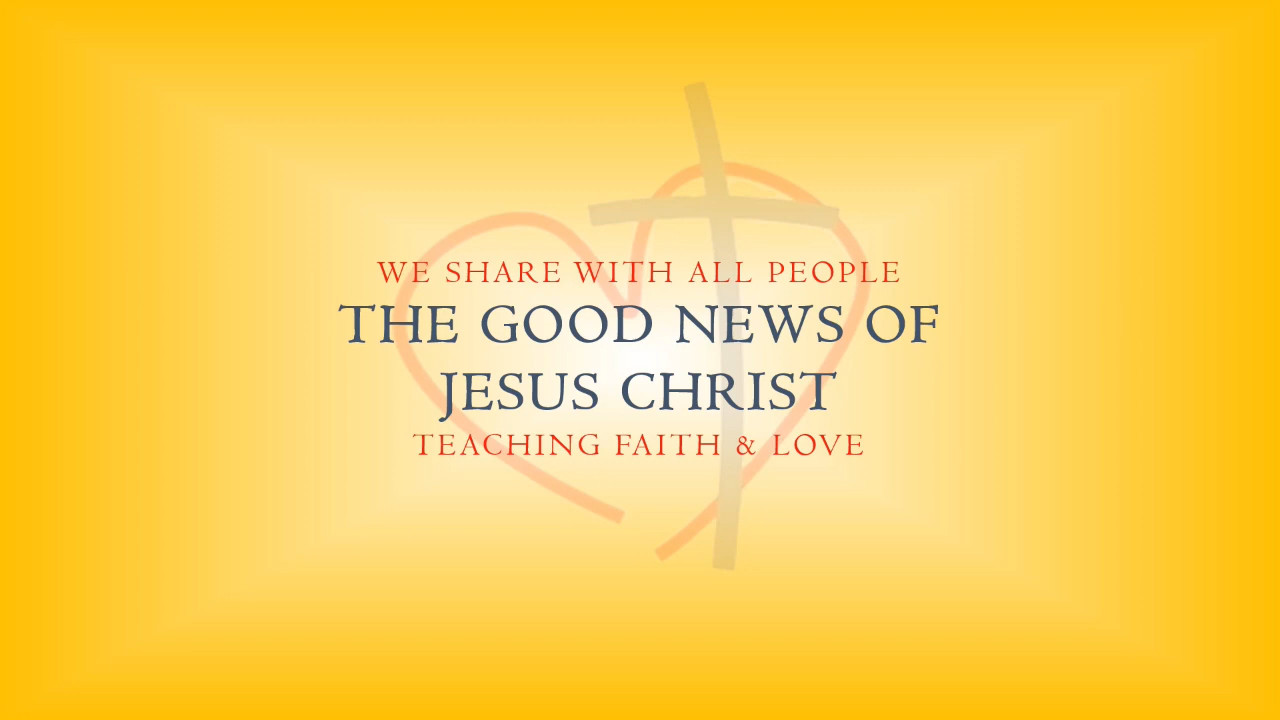 WE SHARE WITH ALL PEOPLE
THE GOOD NEWS OF
JESUS CHRIST
TEACHING FAITH & LOVE